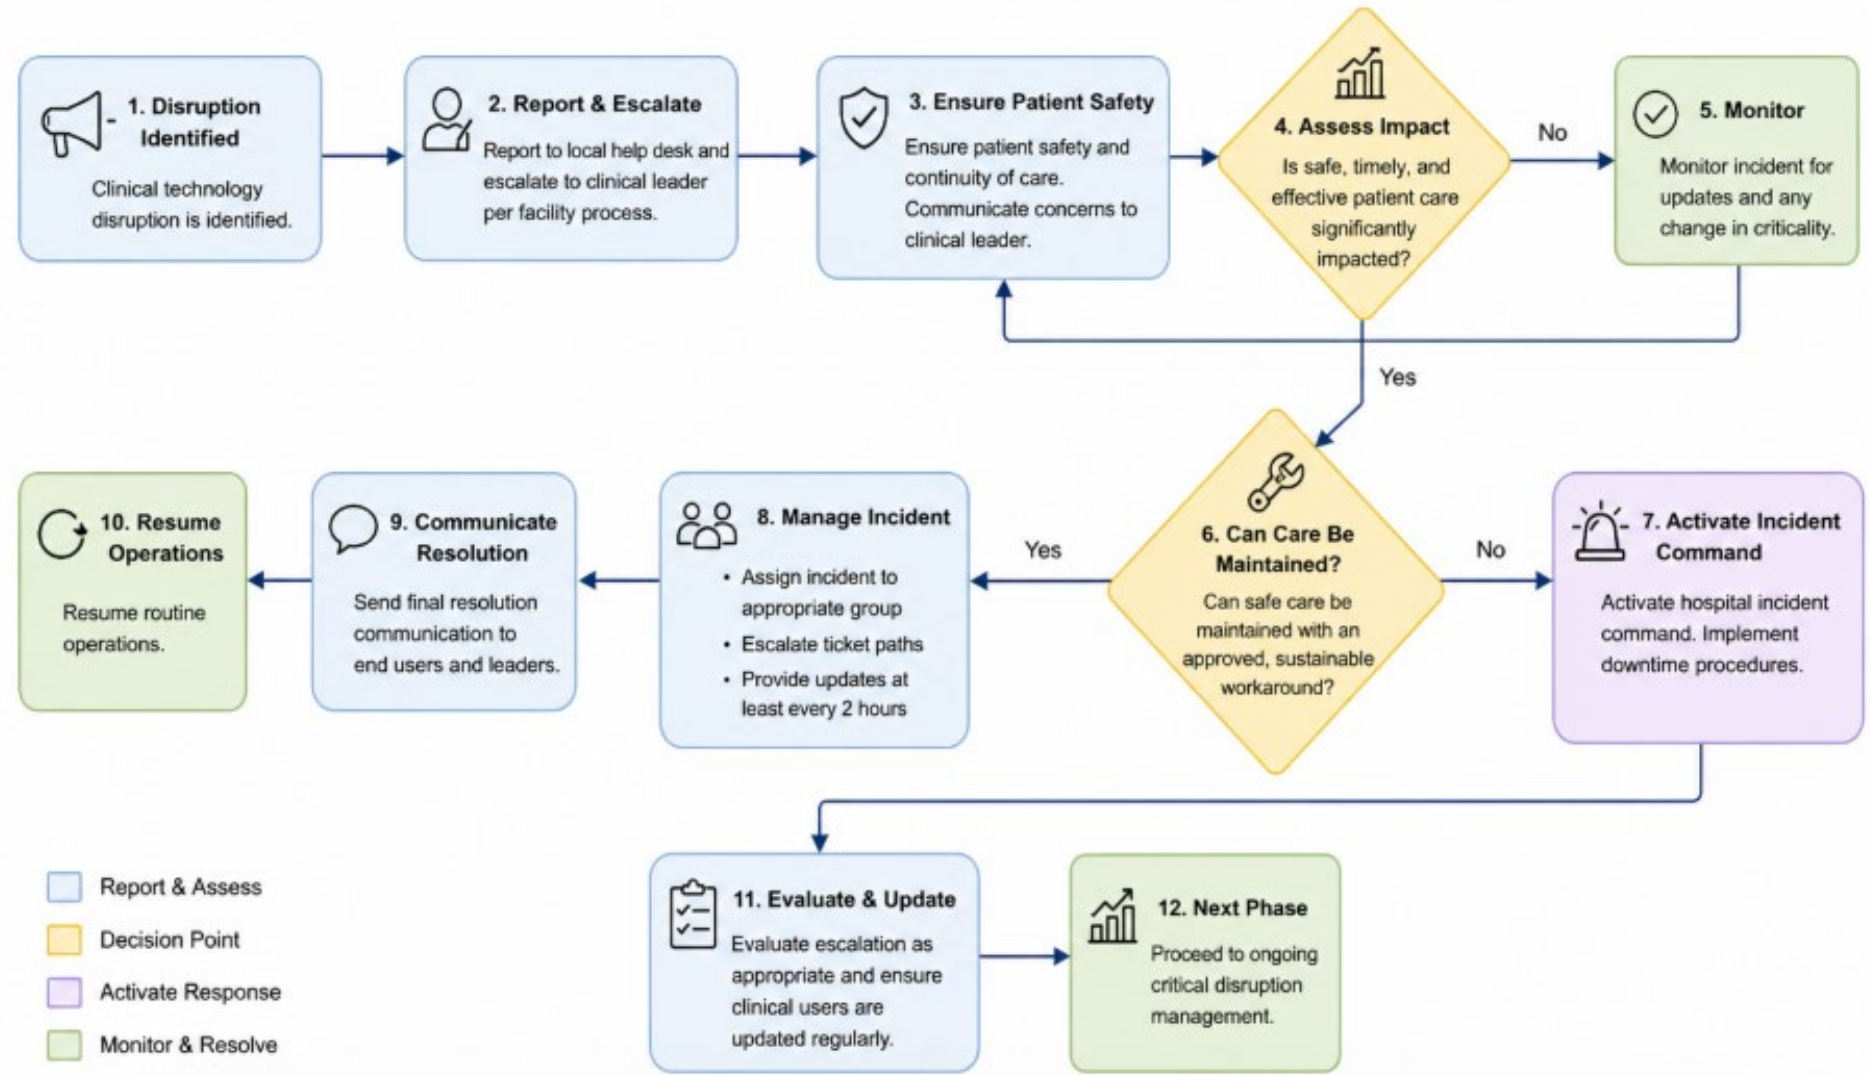 1. Disruption
Identified
Clinical technology
disruption is identified.
2. Report & Escalate
Report to local help desk and
escalate to clinical leader
per facility process.
3. Ensure Patient Safety
Ensure patient safety and
continuity of care.
Communicate concerns to
clinical leader.
4. Assess Impact
Is safe, timely, and
effective patient care
significantly
impacted?
No
5. Monitor
Monitor incident for
updates and any
change in criticality.
Yes
6. Can Care Be
Maintained?
Can safe care be
maintained with an
approved, sustainable
workaround?
No
7. Activate Incident
Command
Activate hospital incident
command. Implement
downtime procedures.
Yes
8. Manage Incident
• Assign incident to
appropriate group
• Escalate ticket paths
• Provide updates at
least every 2 hours
9. Communicate
Resolution
Send final resolution
communication to
end users and leaders.
10. Resume
Operations
Resume routine
operations.
11. Evaluate & Update
Evaluate escalation as
appropriate and ensure
clinical users are
updated regularly.
12. Next Phase
Proceed to ongoing
critical disruption
management.
Report & Assess
Decision Point
Activate Response
Monitor & Resolve